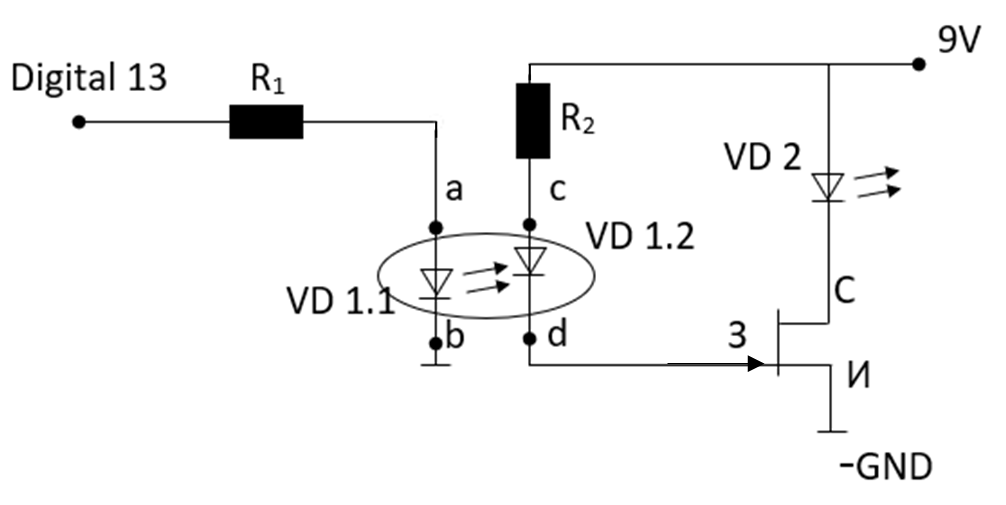 9V
Digital 13
R₁
R₂
VD 2
a
c
VD 1.2
VD 1.1
b
d
С
З
И
-GND